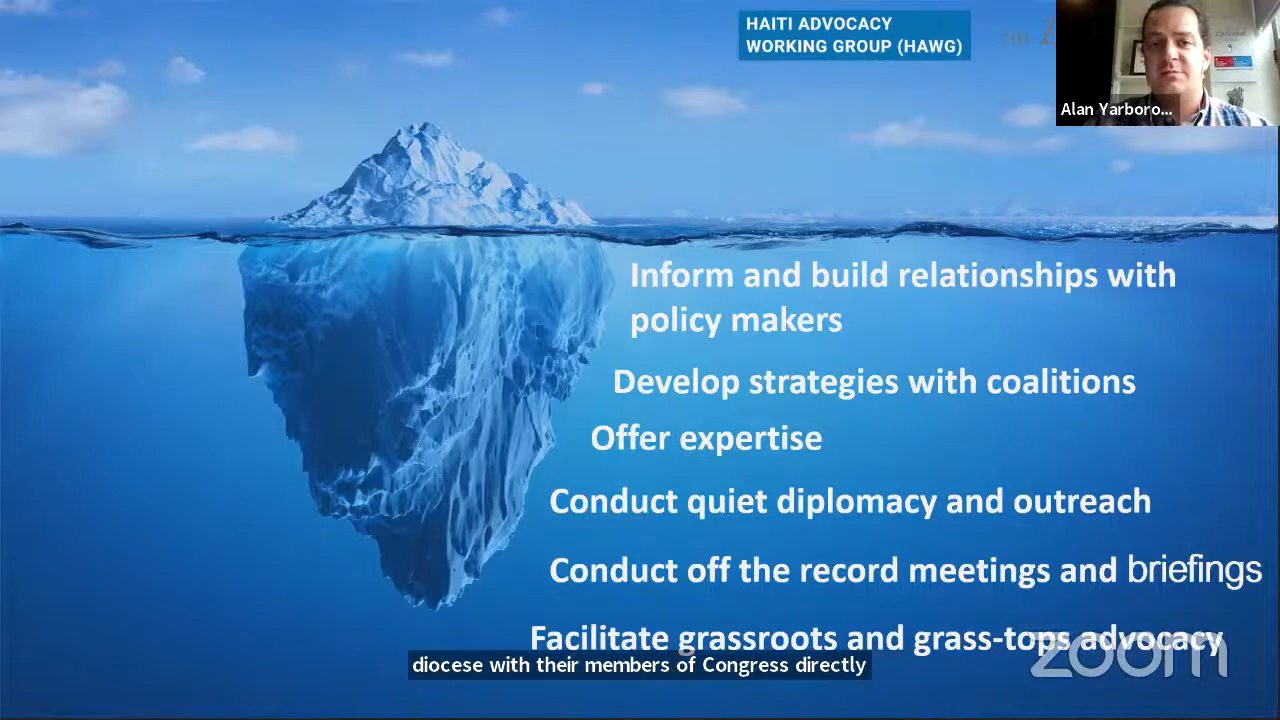 HAITI ADVOCACY
WORKING GROUP (HAWG)
Alan Yarboro...
Inform and build relationships with
policy makers
Develop strategies with coalitions
Offer expertise
Conduct quiet diplomacy and outreach
Conduct off the record meetings and briefings
Facilitate grassroots and grass-tops advocacy
diocese with their members of Congress directly
zoom